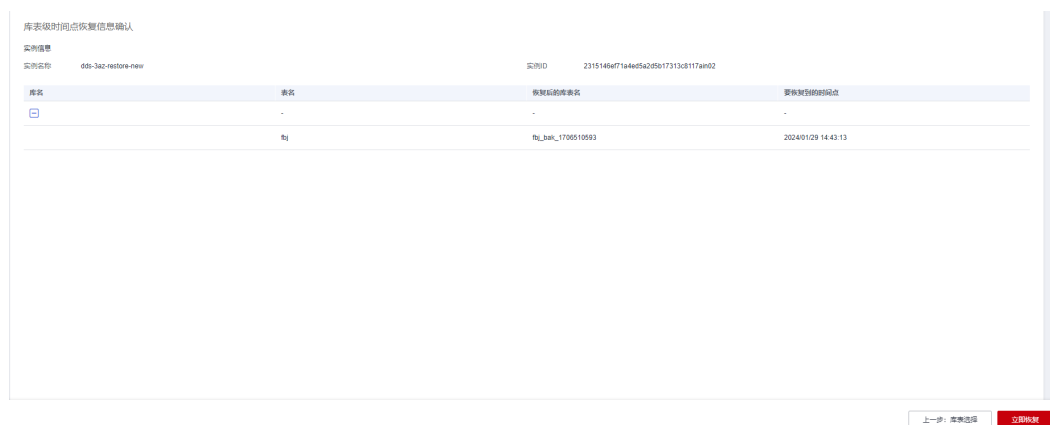 库表级时间点恢复信息确认
实例信息
实例名称 dds-3az-restore-new 实例ID 2315146ef71a4ed5a2d5b17313c8117ain02
库名 表名 恢复后的库表名 要恢复到的时间点
- - -
fbj fbj_bak_1706510593 2024/01/29 14:43:13
上一步：库表选择 立即恢复